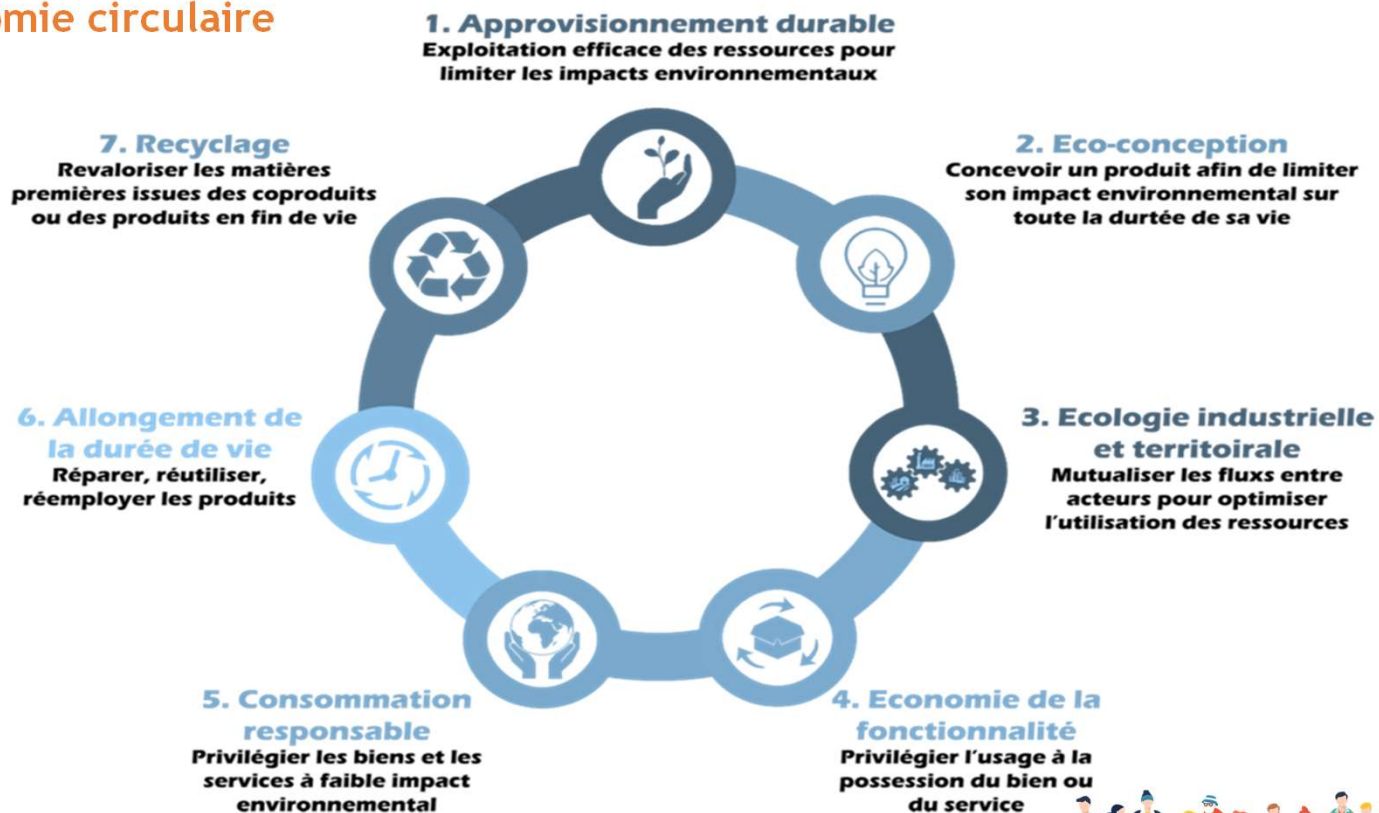 omie circulaire
1. Approvisionnement durable
Exploitation efficace des ressources pour
limiter les impacts environnementaux
2. Eco-conception
Concevoir un produit afin de limiter
son impact environnemental sur
toute la durtée de sa vie
3. Ecologie industrielle
et territoirale
Mutualiser les fluxs entre
acteurs pour optimiser
l'utilisation des ressources
4. Economie de la
fonctionnalité
Privilégier l'usage à la
possession du bien ou
du service
5. Consommation
responsable
Privilégier les biens et les
services à faible impact
environnemental
6. Allongement de
la durée de vie
Réparer, réutiliser,
réemployer les produits
7. Recyclage
Revaloriser les matières
premières issues des coproduits
ou des produits en fin de vie